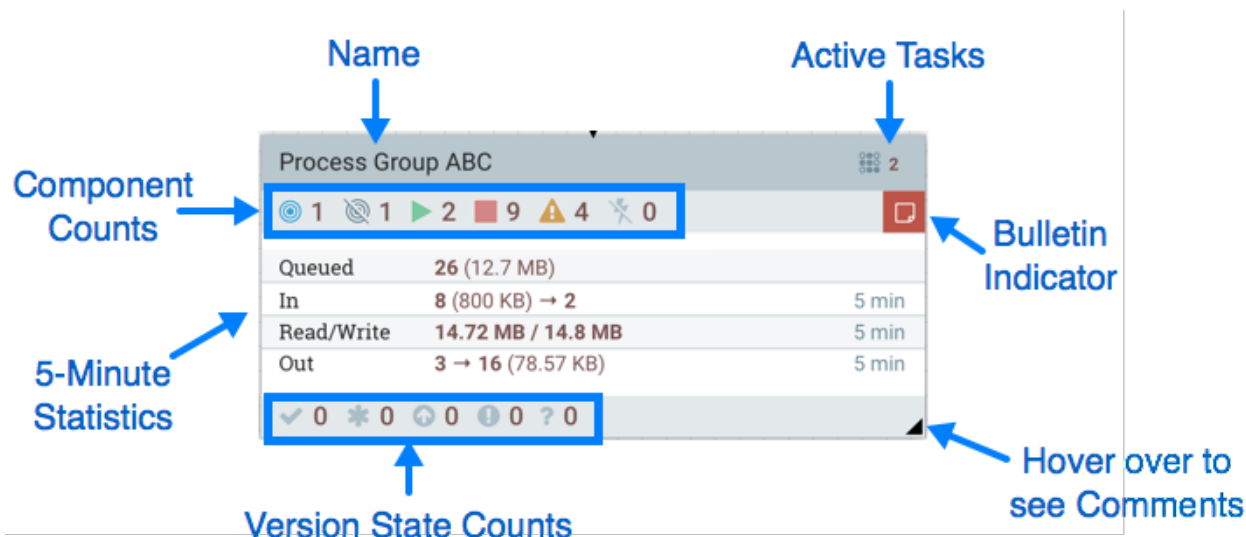 Name
Active Tasks
Process Group ABC
2
Component
Counts
1 1 2 9 4 0
Bulletin
Indicator
Queued 26 (12.7 MB)
In 8 (800 KB) → 2 5 min
Read/Write 14.72 MB / 14.8 MB 5 min
Out 3 → 16 (78.57 KB) 5 min
5-Minute
Statistics
0 0 0 0 ? 0
Hover over to
see Comments
Version State Counts